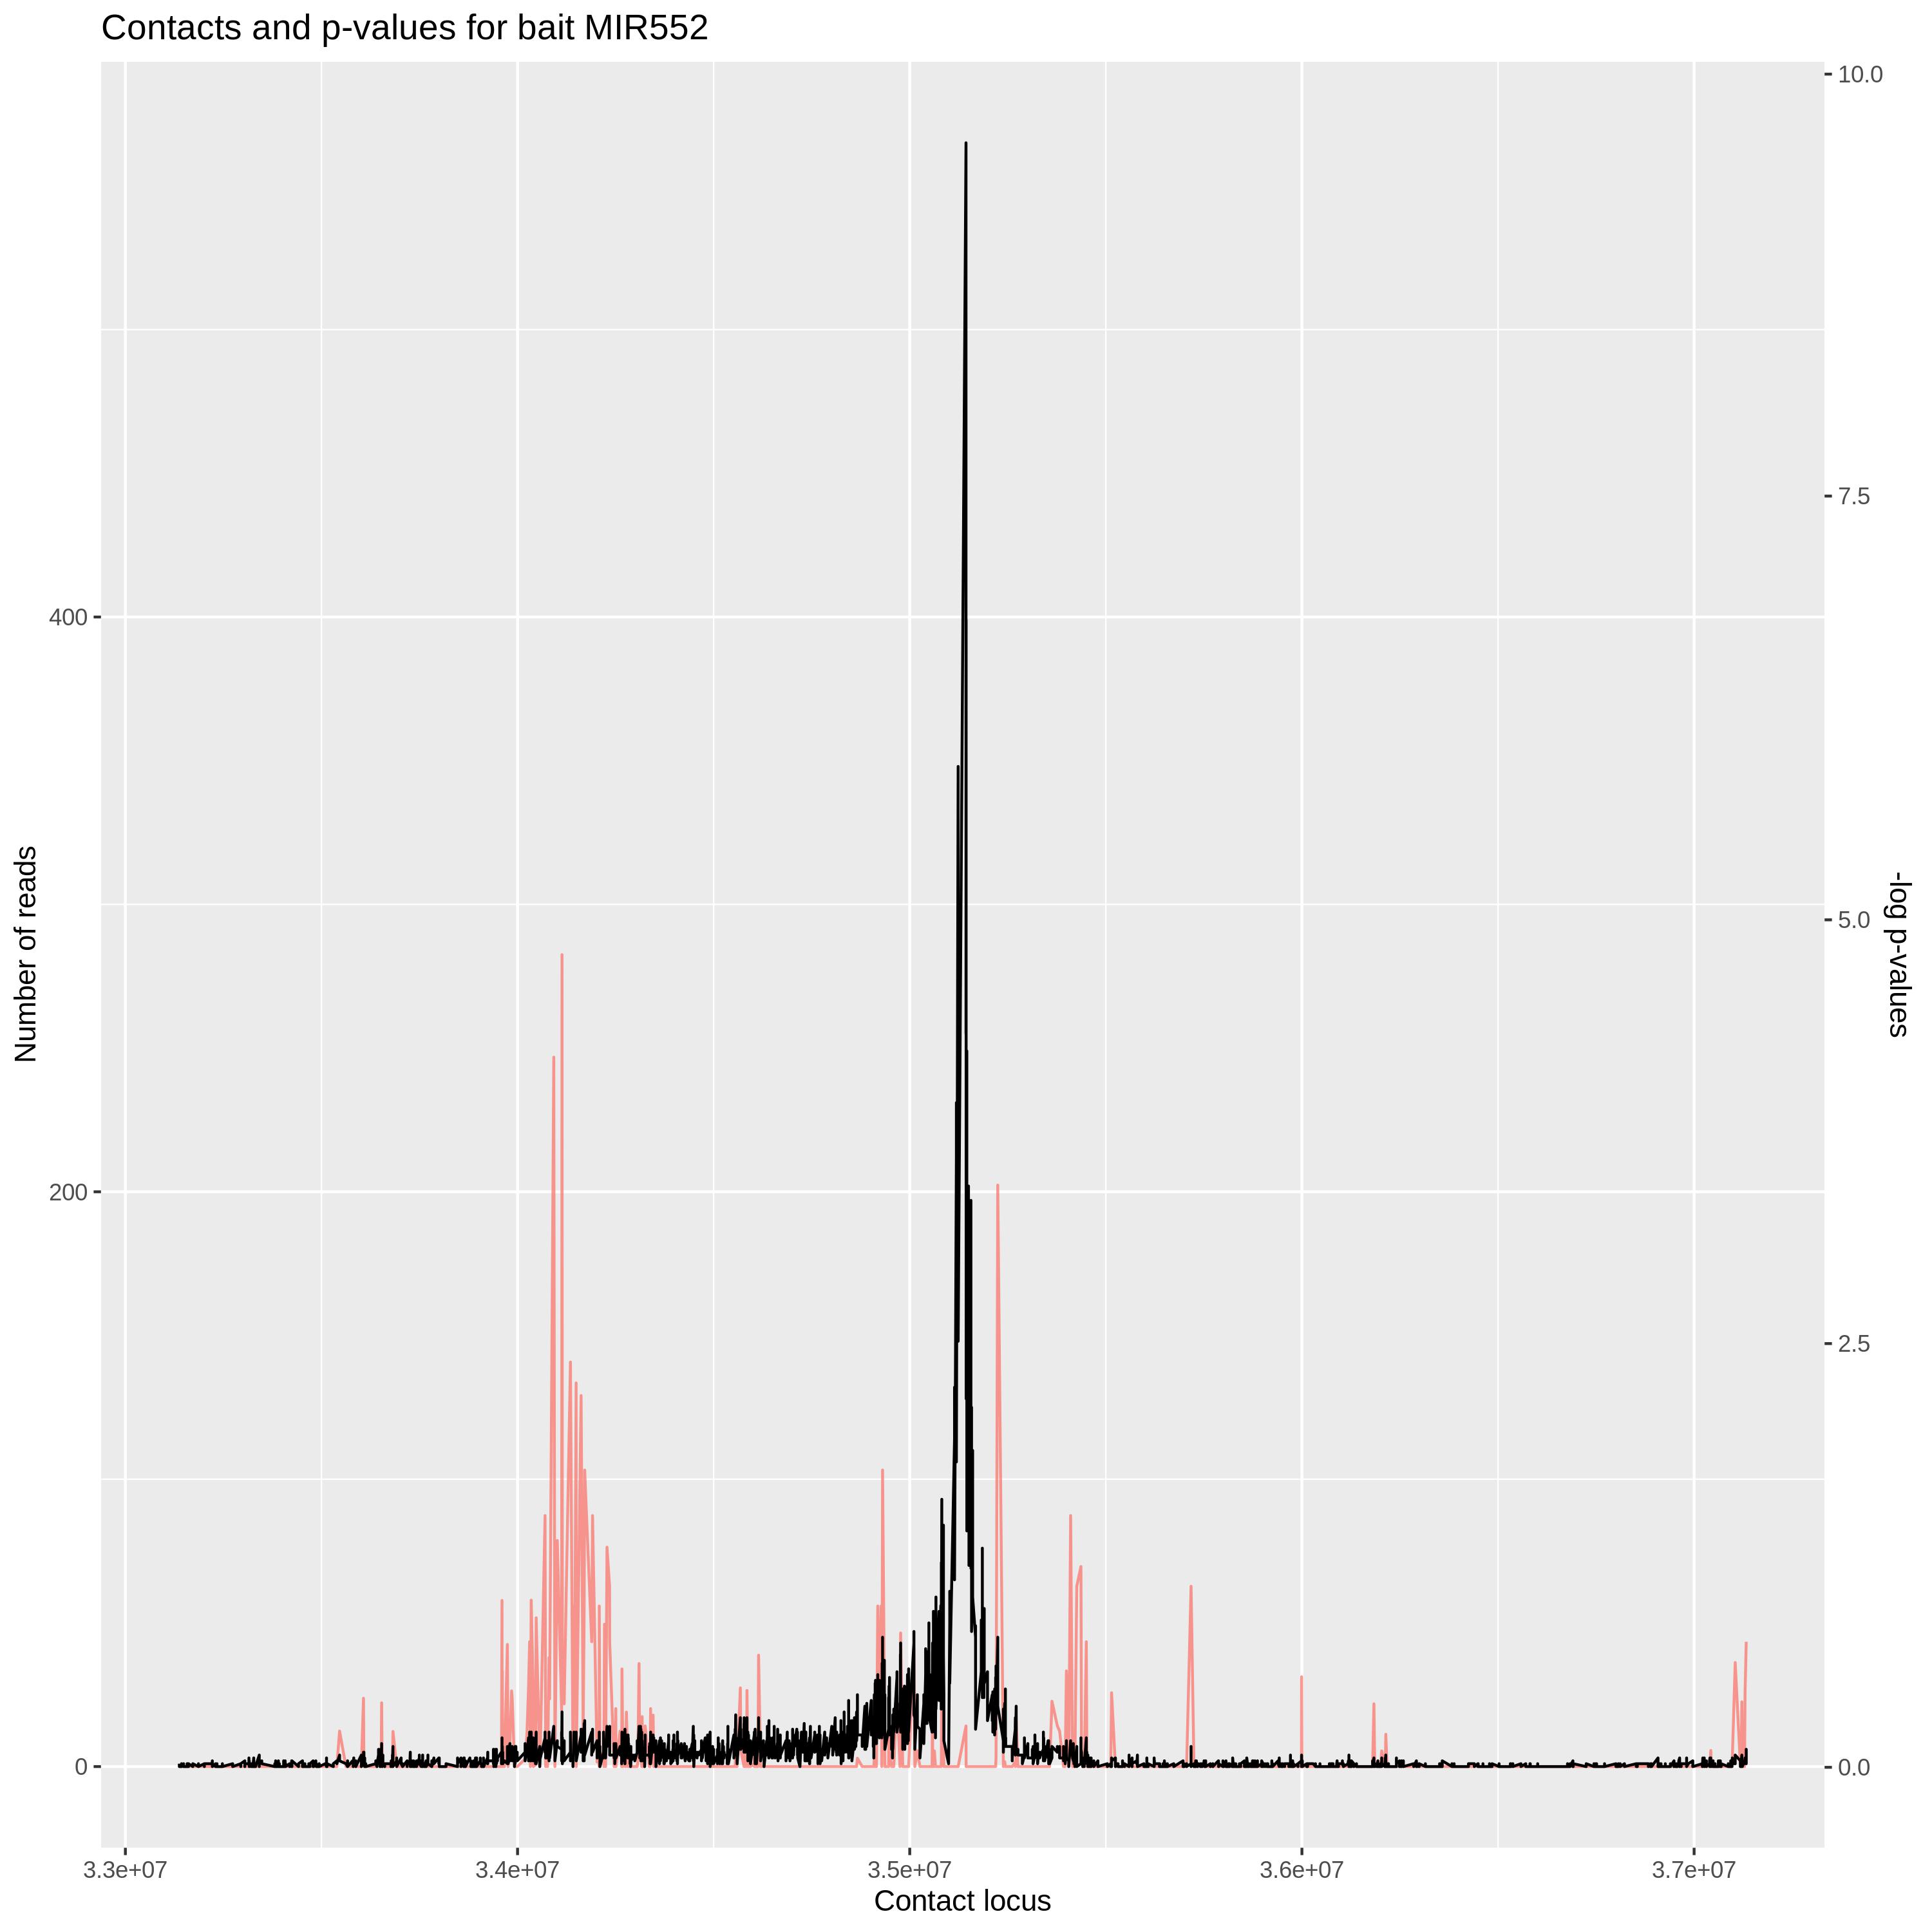 Contacts and p-values for bait MIR552
Number of reads
400
200
0
10.0
7.5
5.0
2.5
0.0
-log p-values
3.3e+07 3.4e+07 3.5e+07 3.6e+07 3.7e+07
Contact locus